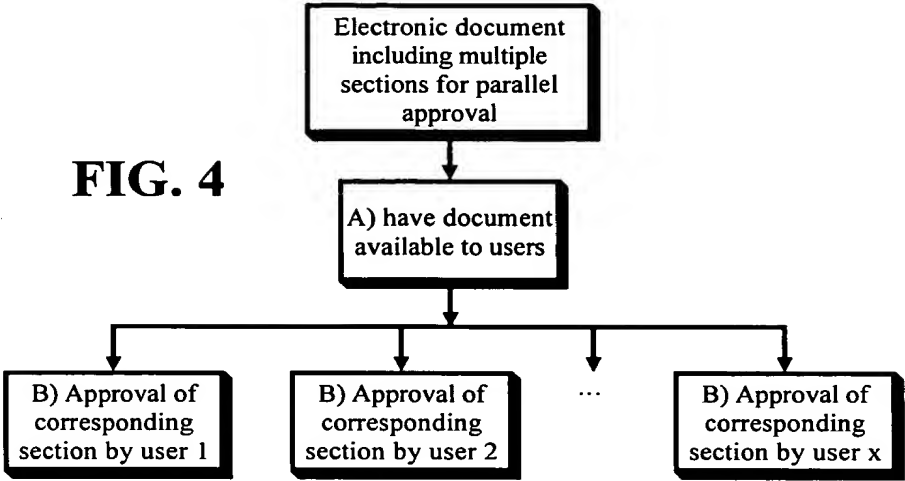 Electronic document
including multiple
sections for parallel
approval
FIG. 4
A) have document
available to users
B) Approval of
corresponding
section by user 1
B) Approval of
corresponding
section by user 2
...
B) Approval of
corresponding
section by user x